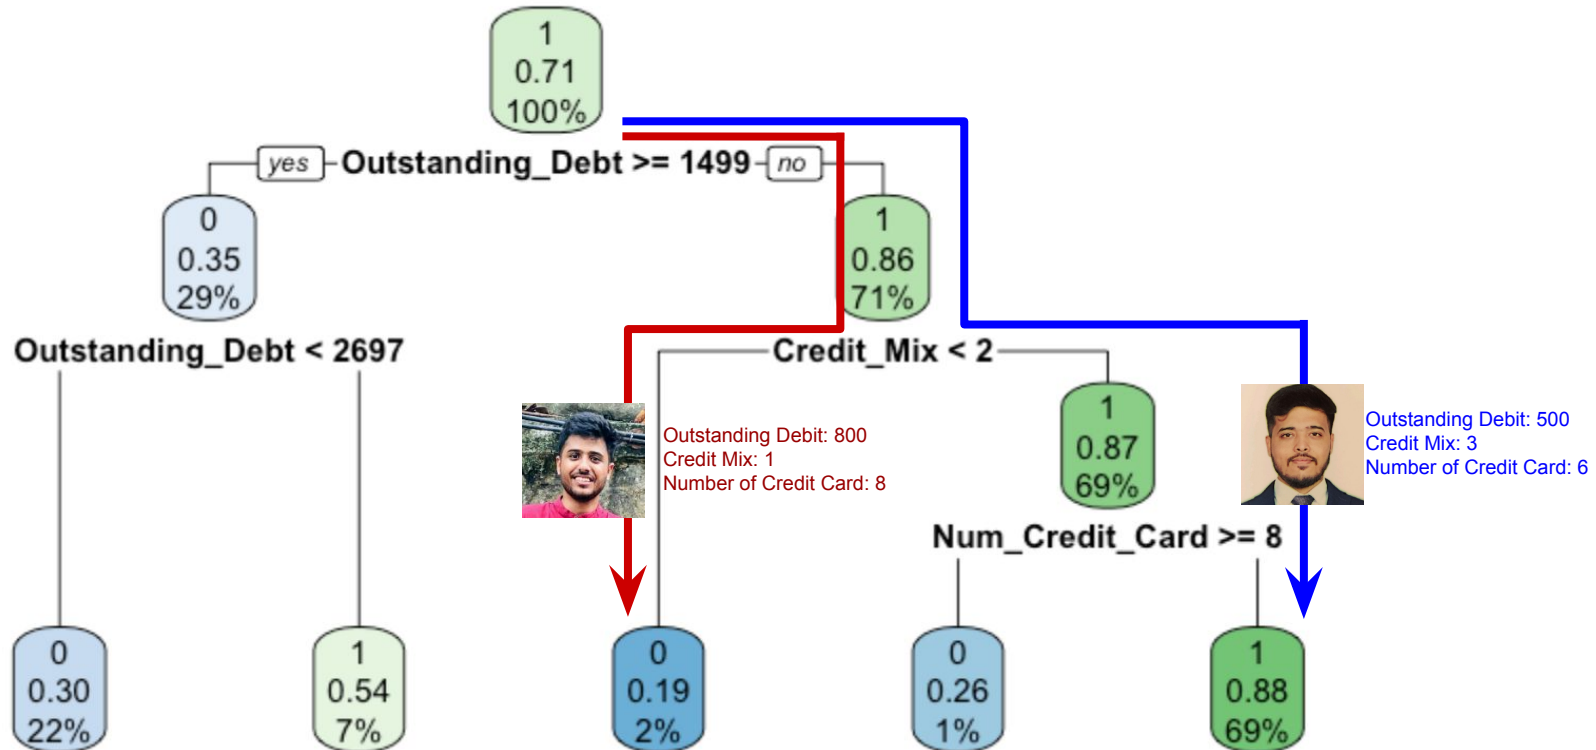 1
0.71
100%
yes Outstanding_Debt >= 1499 no
0
0.35
29%
1
0.86
71%
Outstanding_Debt < 2697
Credit_Mix < 2
1
0.87
69%
Outstanding Debit: 800
Credit Mix: 1
Number of Credit Card: 8
Outstanding Debit: 500
Credit Mix: 3
Number of Credit Card: 6
Num_Credit_Card >= 8
0
0.30
22%
1
0.54
7%
0
0.19
2%
0
0.26
1%
1
0.88
69%